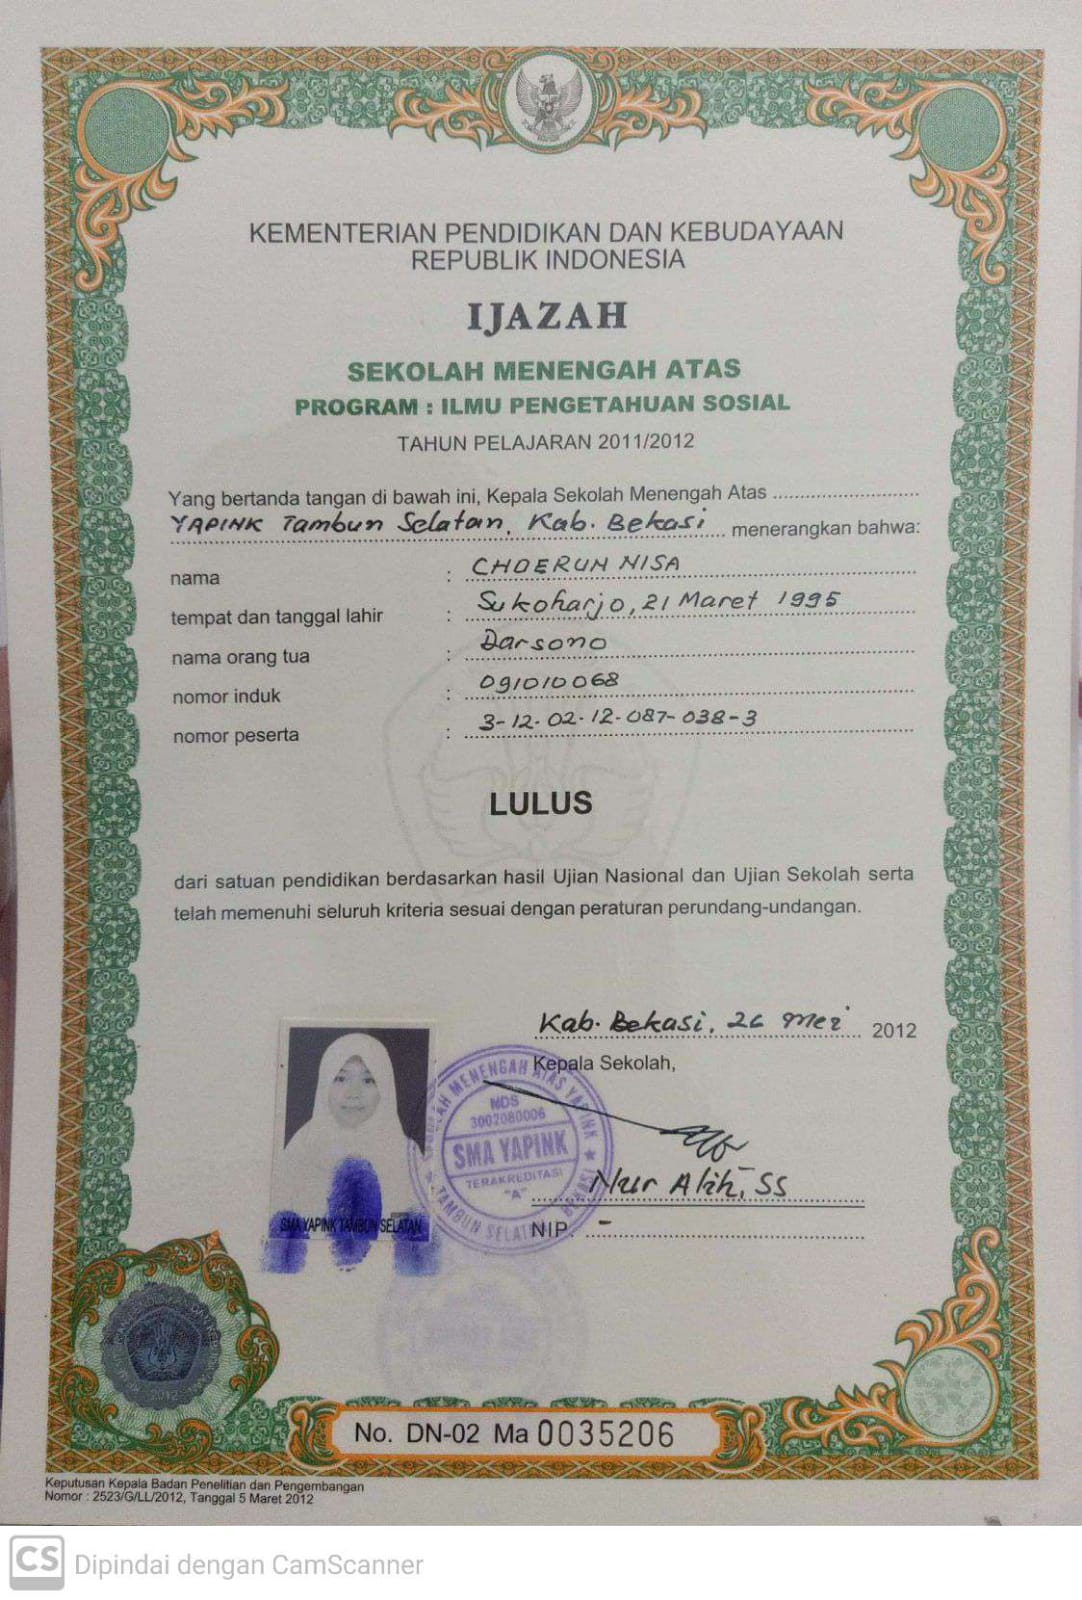 KEMENTERIAN PENDIDIKAN DAN KEBUDAYAAN
REPUBLIK INDONESIA
IJAZAH
SEKOLAH MENENGAH ATAS
PROGRAM : ILMU PENGETAHUAN SOSIAL
TAHUN PELAJARAN 2011/2012
Yang bertanda tangan di bawah ini, Kepala Sekolah Menengah Atas
YAPINK Tambun Selatan, Kab. Bekasi menerangkan bahwa:
nama : CHOERUN NISA
tempat dan tanggal lahir : Sukoharjo, 21 Maret 1995
nama orang tua : Darsono
nomor induk : 091010068
nomor peserta : 3-12-02-12-087-038-3
LULUS
dari satuan pendidikan berdasarkan hasil Ujian Nasional dan Ujian Sekolah serta
telah memenuhi seluruh kriteria sesuai dengan peraturan perundang-undangan.
Kab. Bekasi, 26 Mei 2012
Kepala Sekolah,
SEKOLAH MENENGAH ATAS YAPINK
NDS
3002080006
SMA YAPINK
TERAKREDITASI
"A"
TAMBUN SELATAN BEKASI
Nur Alih, SS
NIP. -
SMA YAPINK TAMBUN SELATAN
2012
No. DN-02 Ma 0035206
Keputusan Kepala Badan Penelitian dan Pengembangan
Nomor : 2523/G/LL/2012, Tanggal 5 Maret 2012
CS Dipindai dengan CamScanner